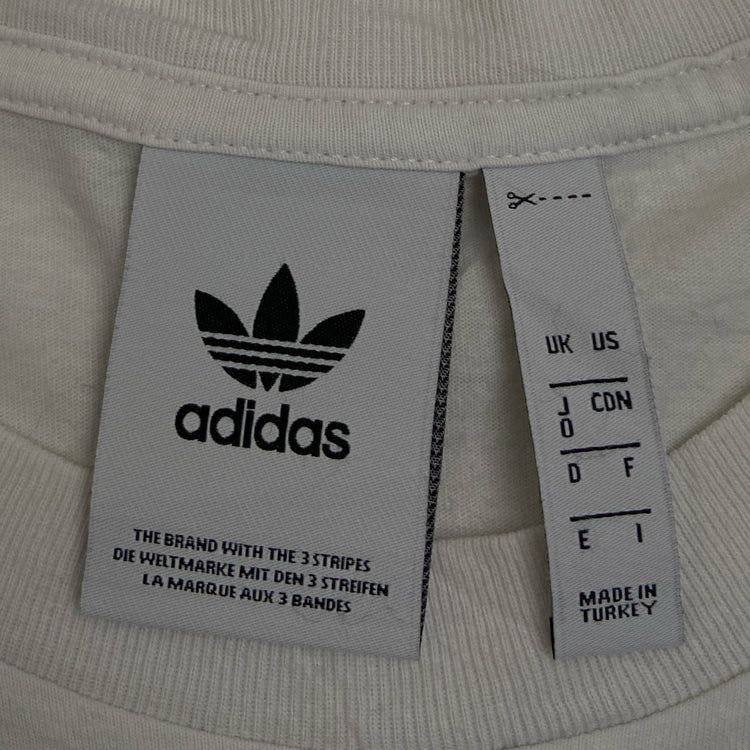 adidas
THE BRAND WITH THE 3 STRIPES
DIE WELTMARKE MIT DEN 3 STREIFEN
LA MARQUE AUX 3 BANDES
UK US
J CDN
O
D F
E I
MADE IN
TURKEY